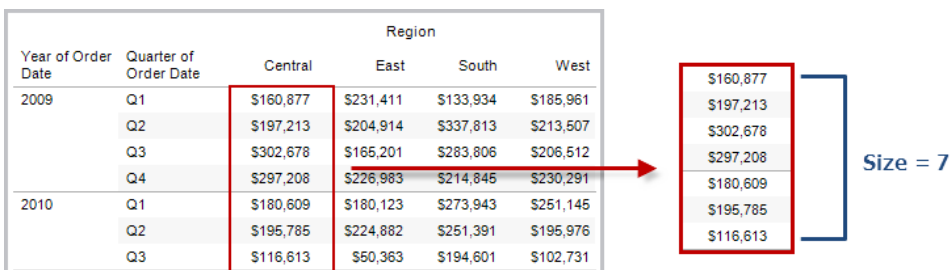 Region
Year of Order Date Quarter of Order Date Central East South West
2009 Q1 $160,877 $231,411 $133,934 $185,961
Q2 $197,213 $204,914 $337,813 $213,507
Q3 $302,678 $165,201 $283,806 $206,512
Q4 $297,208 $226,983 $214,845 $230,291
2010 Q1 $180,609 $180,123 $273,943 $251,145
Q2 $195,785 $224,882 $251,391 $195,976
Q3 $116,613 $50,363 $194,601 $102,731
$160,877
$197,213
$302,678
$297,208
$180,609
$195,785
$116,613
Size = 7